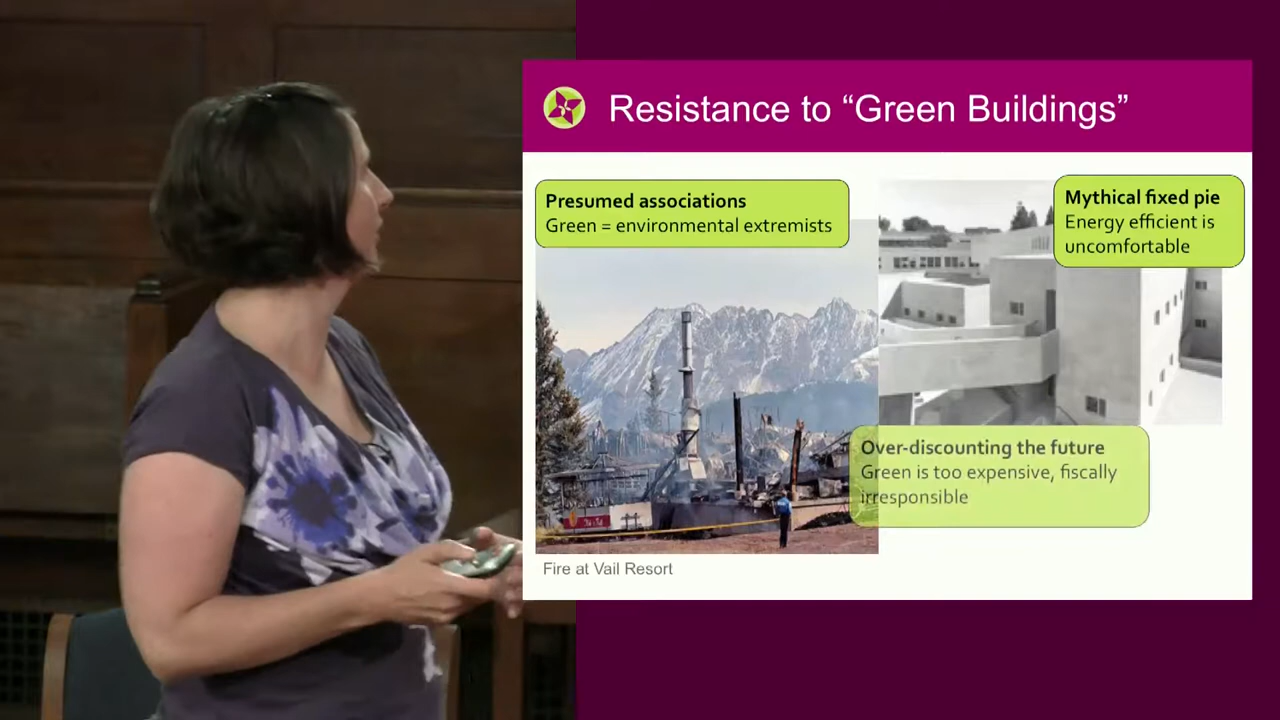 Resistance to “Green Buildings”
Presumed associations
Green = environmental extremists
Mythical fixed pie
Energy efficient is
uncomfortable
Over-discounting the future
Green is too expensive, fiscally
irresponsible
Fire at Vail Resort